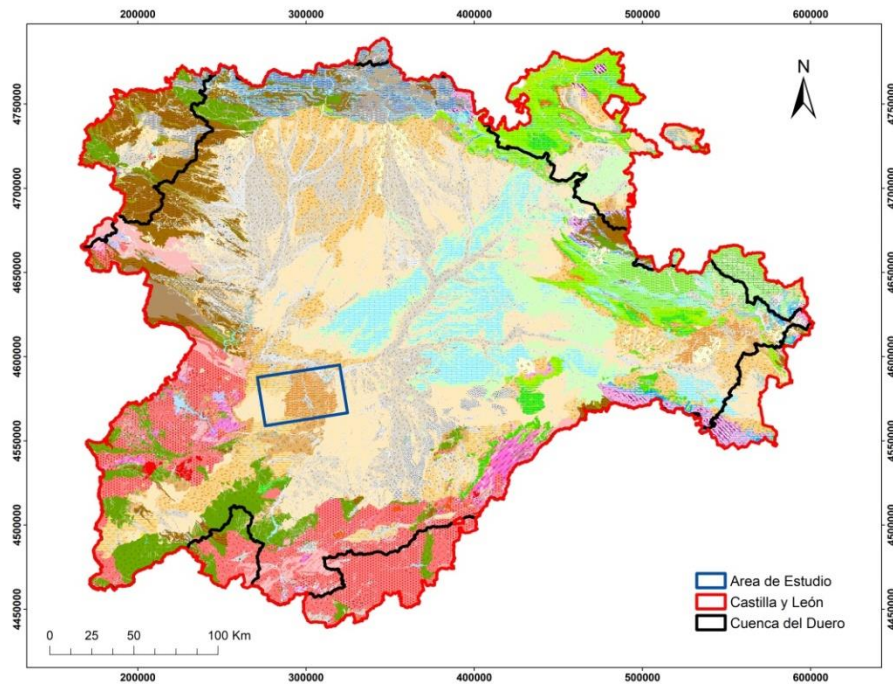 200000 300000 400000 500000 600000
N
4750000 4750000
4700000 4700000
4650000 4650000
4600000 4600000
4550000 4550000
4500000 4500000
4450000 4450000
Area de Estudio
Castilla y León
Cuenca del Duero
0 25 50 100 Km
200000 300000 400000 500000 600000